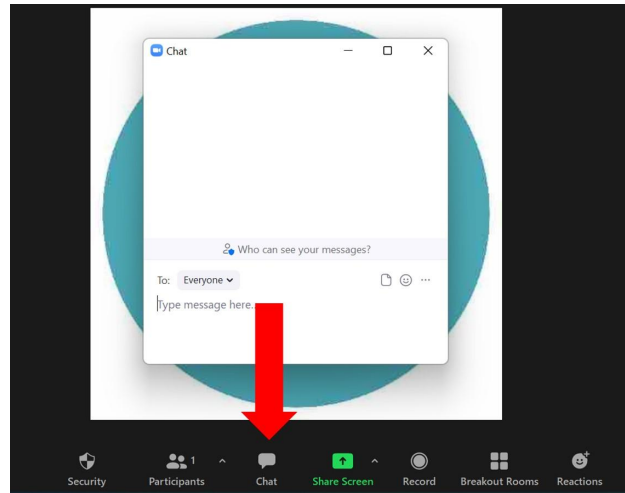 Chat
Who can see your messages?
To: Everyone
Type message here..
1
Security Participants Chat Share Screen Record Breakout Rooms Reactions